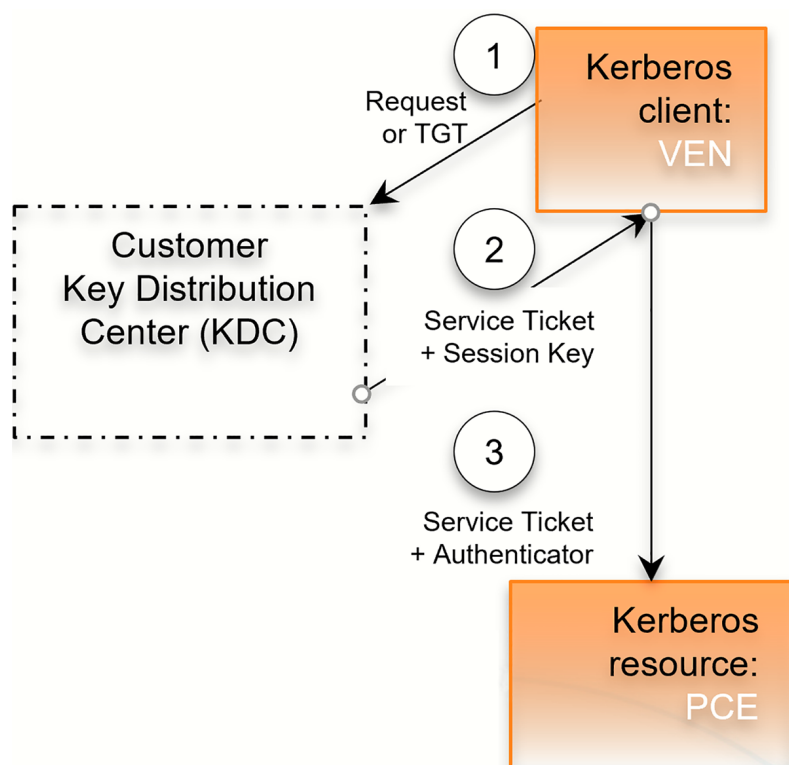 1
Kerberos
client:
VEN
Request
or TGT
Customer
Key Distribution
Center (KDC)
2
Service Ticket
+ Session Key
3
Service Ticket
+ Authenticator
Kerberos
resource:
PCE